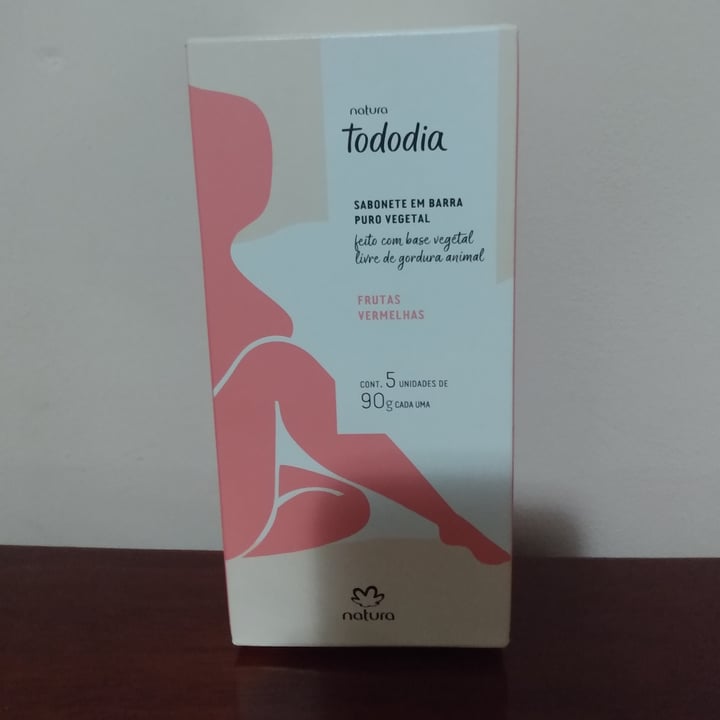 natura
tododia
SABONETE EM BARRA
PURO VEGETAL
feito com base vegetal
livre de gordura animal
FRUTAS
VERMELHAS
CONT. 5 UNIDADES DE
90g CADA UMA
natura